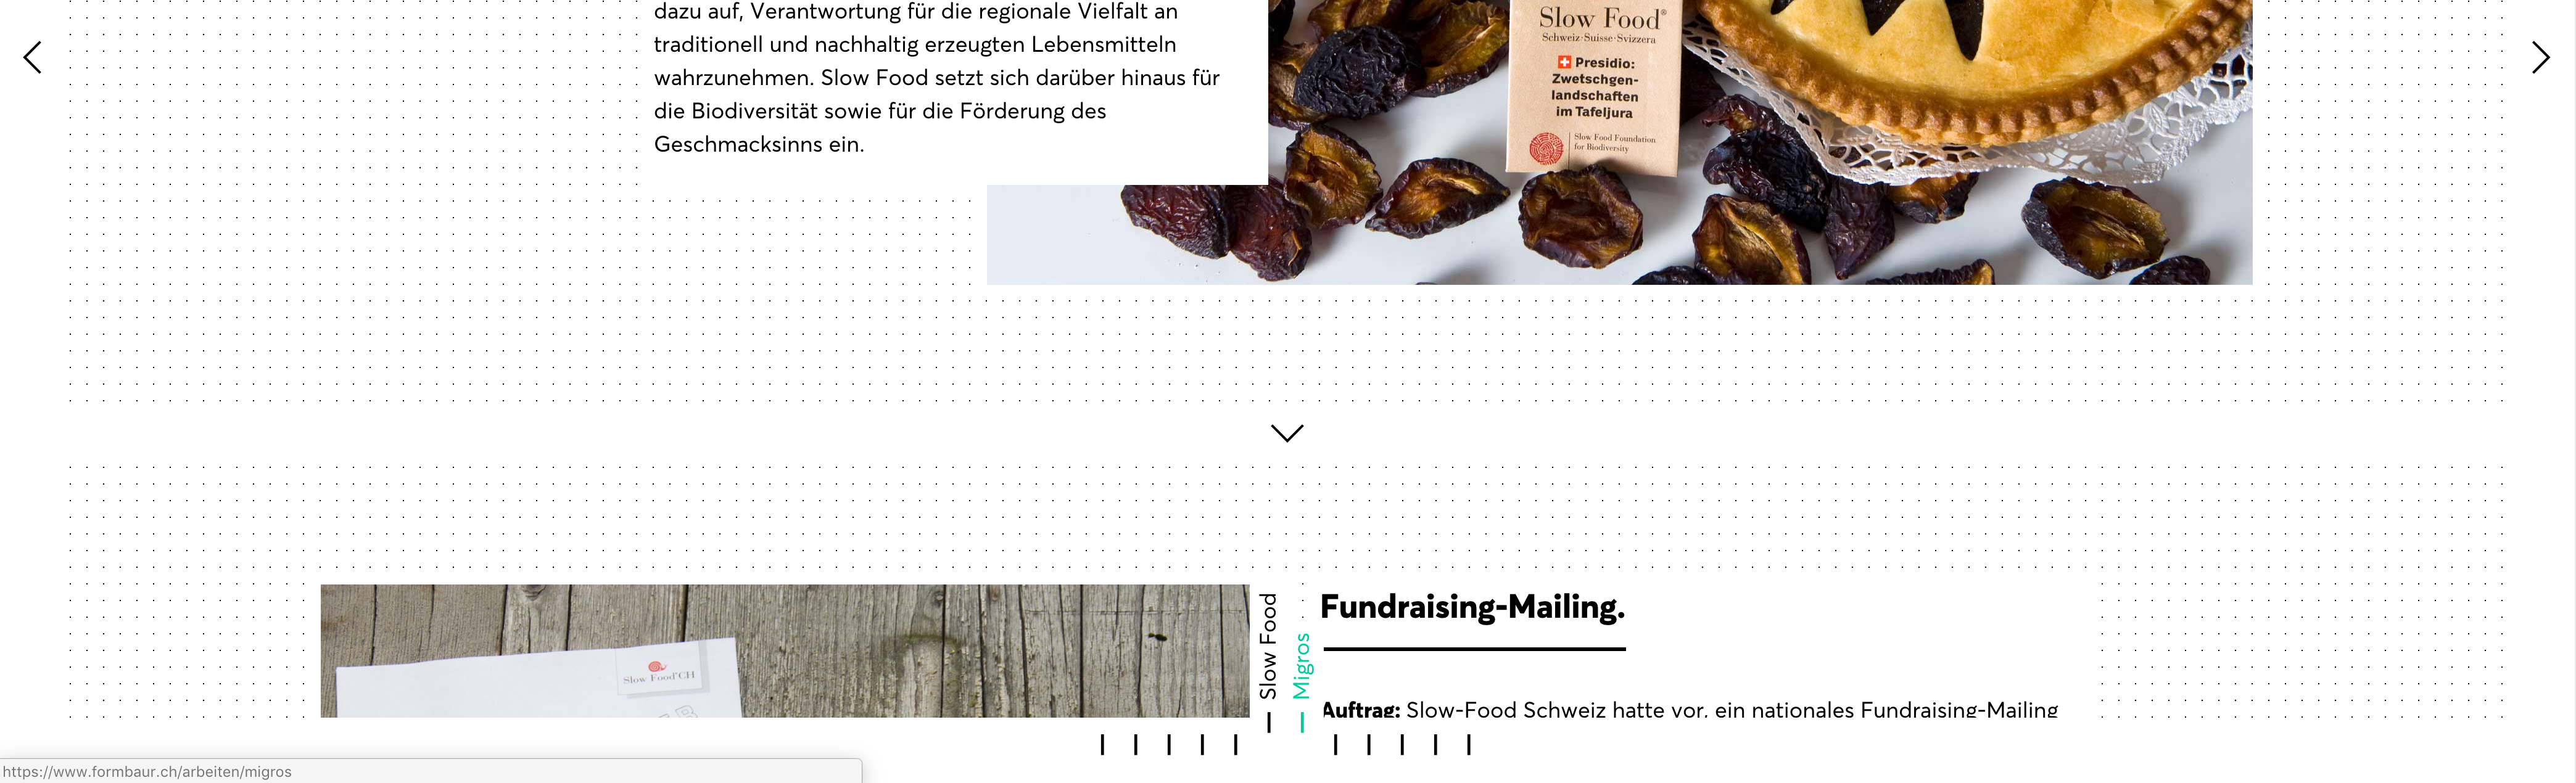 dazu auf, Verantwortung für die regionale Vielfalt an
traditionell und nachhaltig erzeugten Lebensmitteln
wahrzunehmen. Slow Food setzt sich darüber hinaus für
die Biodiversität sowie für die Förderung des
Geschmacksinns ein.
Slow Food®
Schweiz·Suisse·Svizzera
Presidio:
Zwetschgen-
landschaften
im Tafeljura
Slow Food Foundation
for Biodiversity
Slow Food CH
Slow Food
Migros
Fundraising-Mailing.
Auftrag: Slow-Food Schweiz hatte vor, ein nationales Fundraising-Mailing
https://www.formbaur.ch/arbeiten/migros